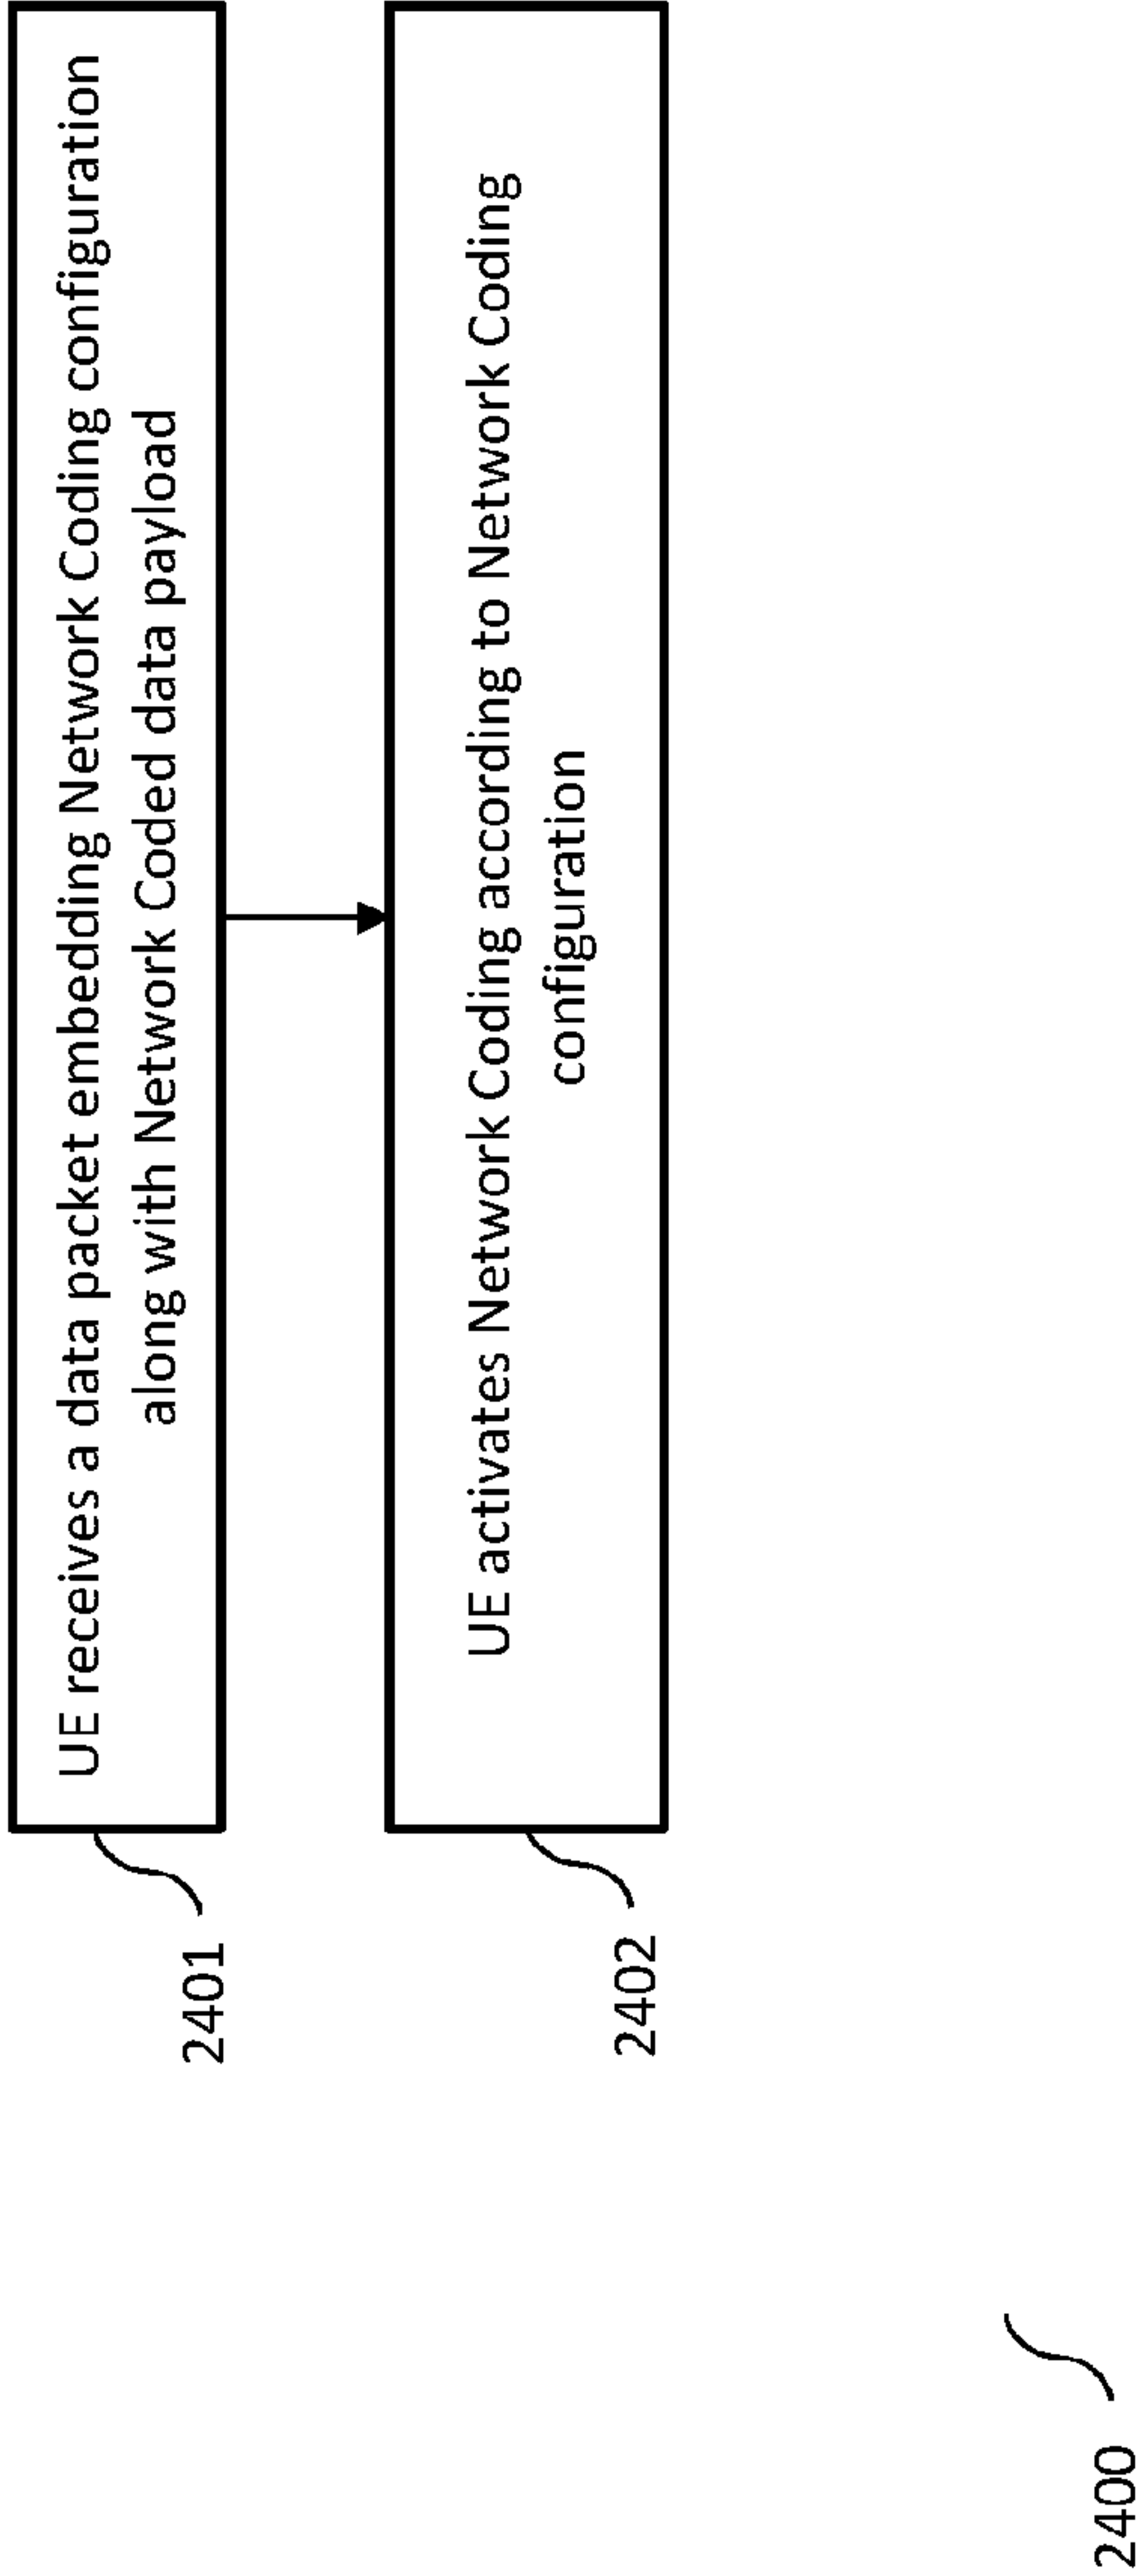 UE receives a data packet embedding Network Coding configuration
along with Network Coded data payload
2401
UE activates Network Coding according to Network Coding
configuration
2402
2400